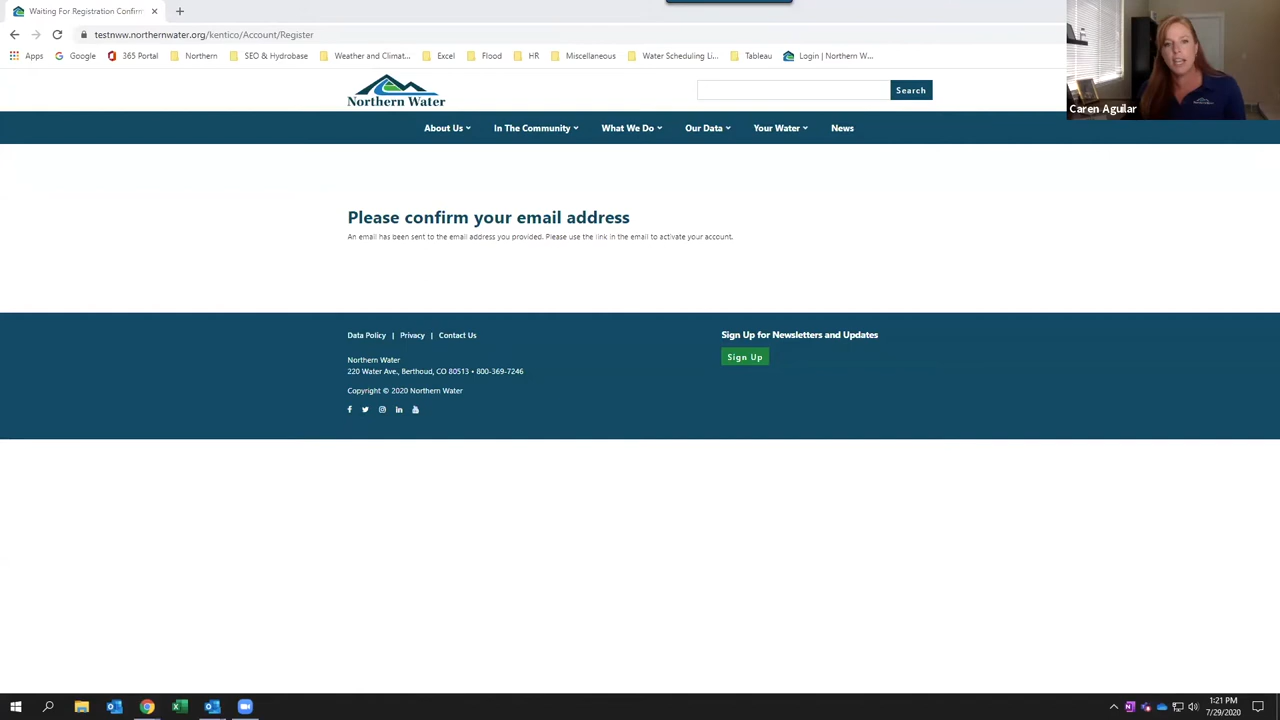 Waiting For Registration Confirm
testnww.northernwater.org/kentico/Account/Register
Apps Google 365 Portal Northern SEO & Hydrobase Weather and Climat... Excel Flood HR Miscellaneous Water Scheduling Li... Tableau Login | Northern W...
Caren Aguilar
Northern Water
Search
About Us In The Community What We Do Our Data Your Water News
Please confirm your email address
An email has been sent to the email address you provided. Please use the link in the email to activate your account.
Data Policy | Privacy | Contact Us
Sign Up for Newsletters and Updates
Sign Up
Northern Water
220 Water Ave., Berthoud, CO 80513 • 800-369-7246
Copyright © 2020 Northern Water
1:21 PM
7/29/2020